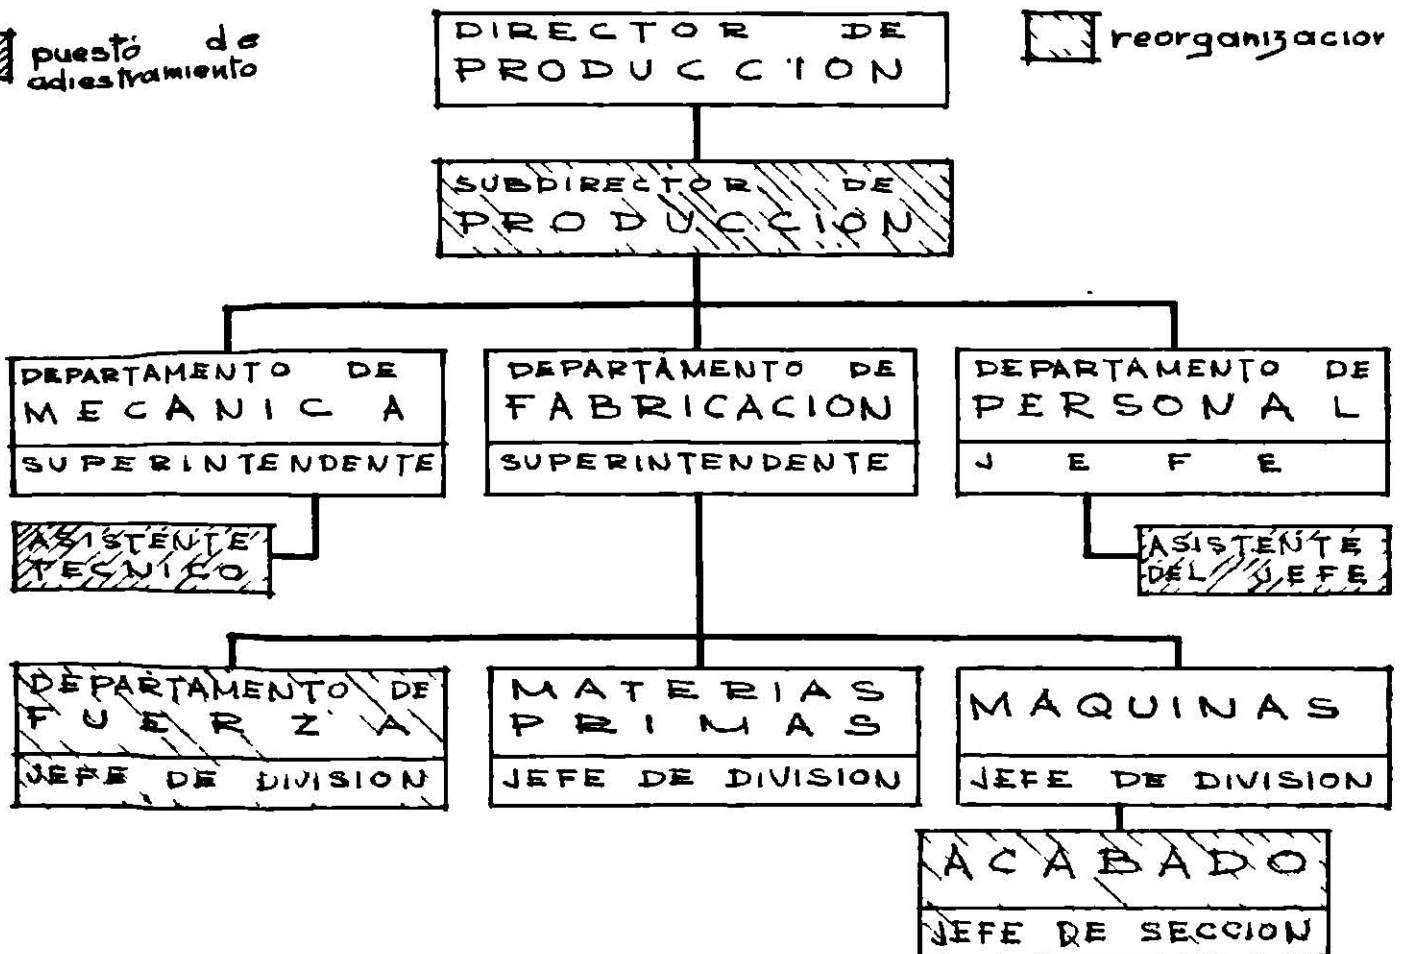 puesto de
adiestramiento
DIRECTOR DE
PRODUCCION
reorganizacion
SUBDIRECTOR DE
PRODUCCION
DEPARTAMENTO DE
MECANICA
SUPERINTENDENTE
DEPARTAMENTO DE
FABRICACION
SUPERINTENDENTE
DEPARTAMENTO DE
PERSONAL
JEFE
ASISTENTE
TECNICO
ASISTENTE
DEL JEFE
DEPARTAMENTO DE
FUERZA
JEFE DE DIVISION
MATERIAS
PRIMAS
JEFE DE DIVISION
MAQUINAS
JEFE DE DIVISION
ACABADO
JEFE DE SECCION